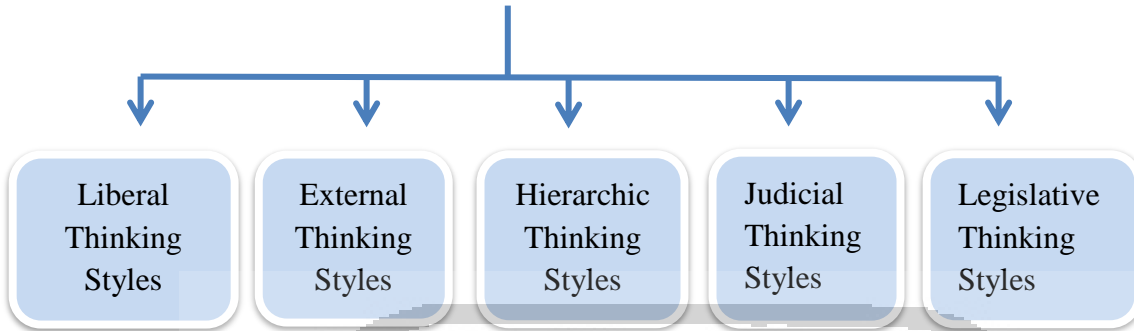 Liberal
Thinking
Styles
External
Thinking
Styles
Hierarchic
Thinking
Styles
Judicial
Thinking
Styles
Legislative
Thinking
Styles